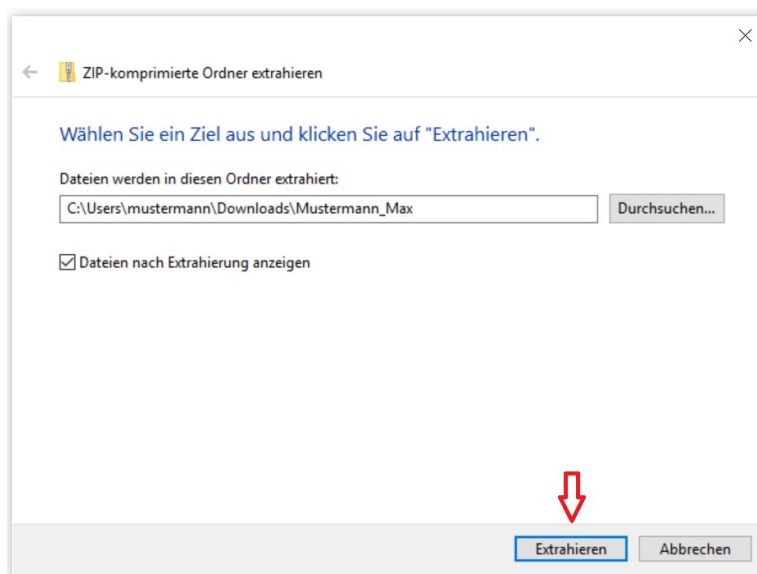 ZIP-komprimierte Ordner extrahieren
Wählen Sie ein Ziel aus und klicken Sie auf "Extrahieren".
Dateien werden in diesen Ordner extrahiert:
C:\Users\mustermann\Downloads\Mustermann_Max
Durchsuchen...
Dateien nach Extrahierung anzeigen
Extrahieren
Abbrechen